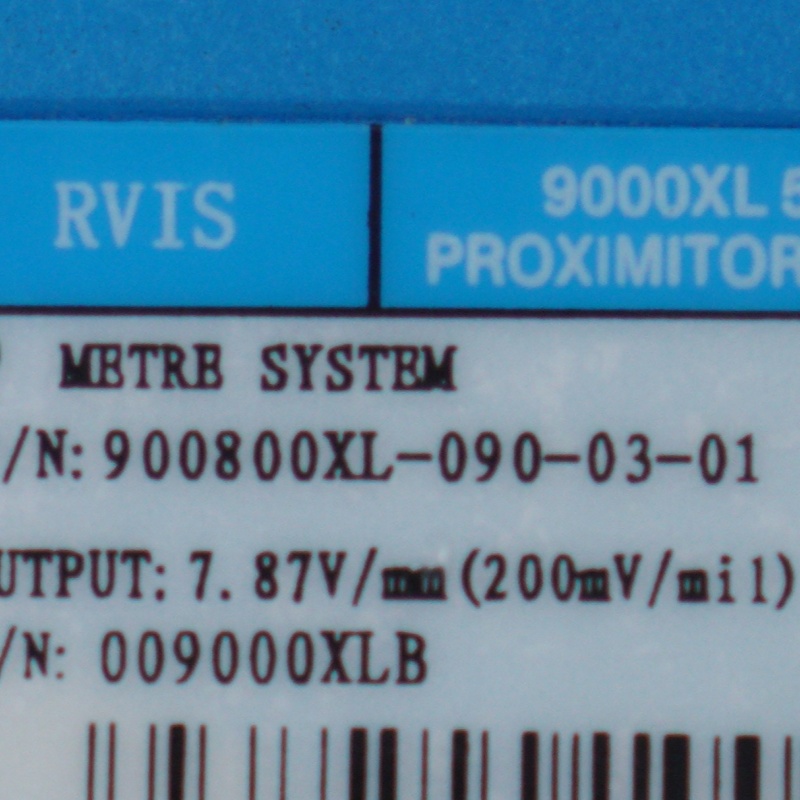 RVIS
9000XL 5
PROXIMITOR
METRE SYSTEM
/N: 900800XL-090-03-01
UTPUT: 7.87V/mm(200mV/mil)
/N: 009000XLB